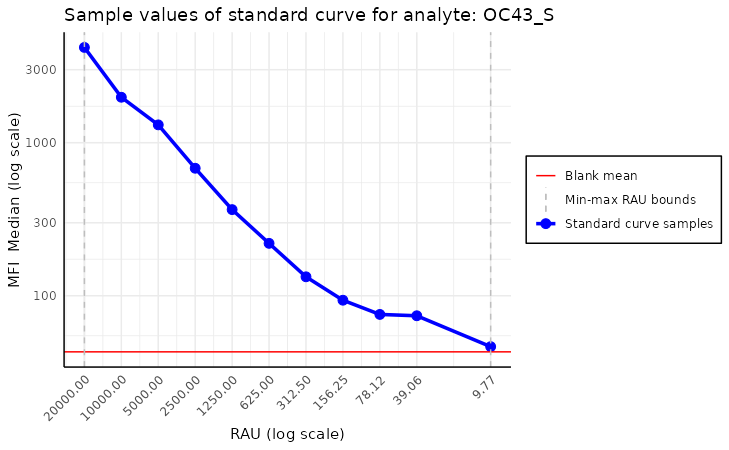 Sample values of standard curve for analyte: OC43_S
MFI Median (log scale)
3000
1000
300
100
20000.00
10000.00
5000.00
2500.00
1250.00
625.00
312.50
156.25
78.12
39.06
9.77
RAU (log scale)
Blank mean
Min-max RAU bounds
Standard curve samples